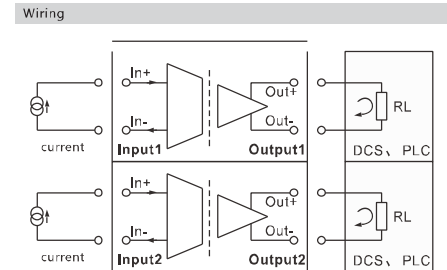 Wiring
In+
In-
current
Input1
Out+
Out-
Output1
RL
DCS、PLC
In+
In-
current
Input2
Out+
Out-
Output2
RL
DCS、PLC